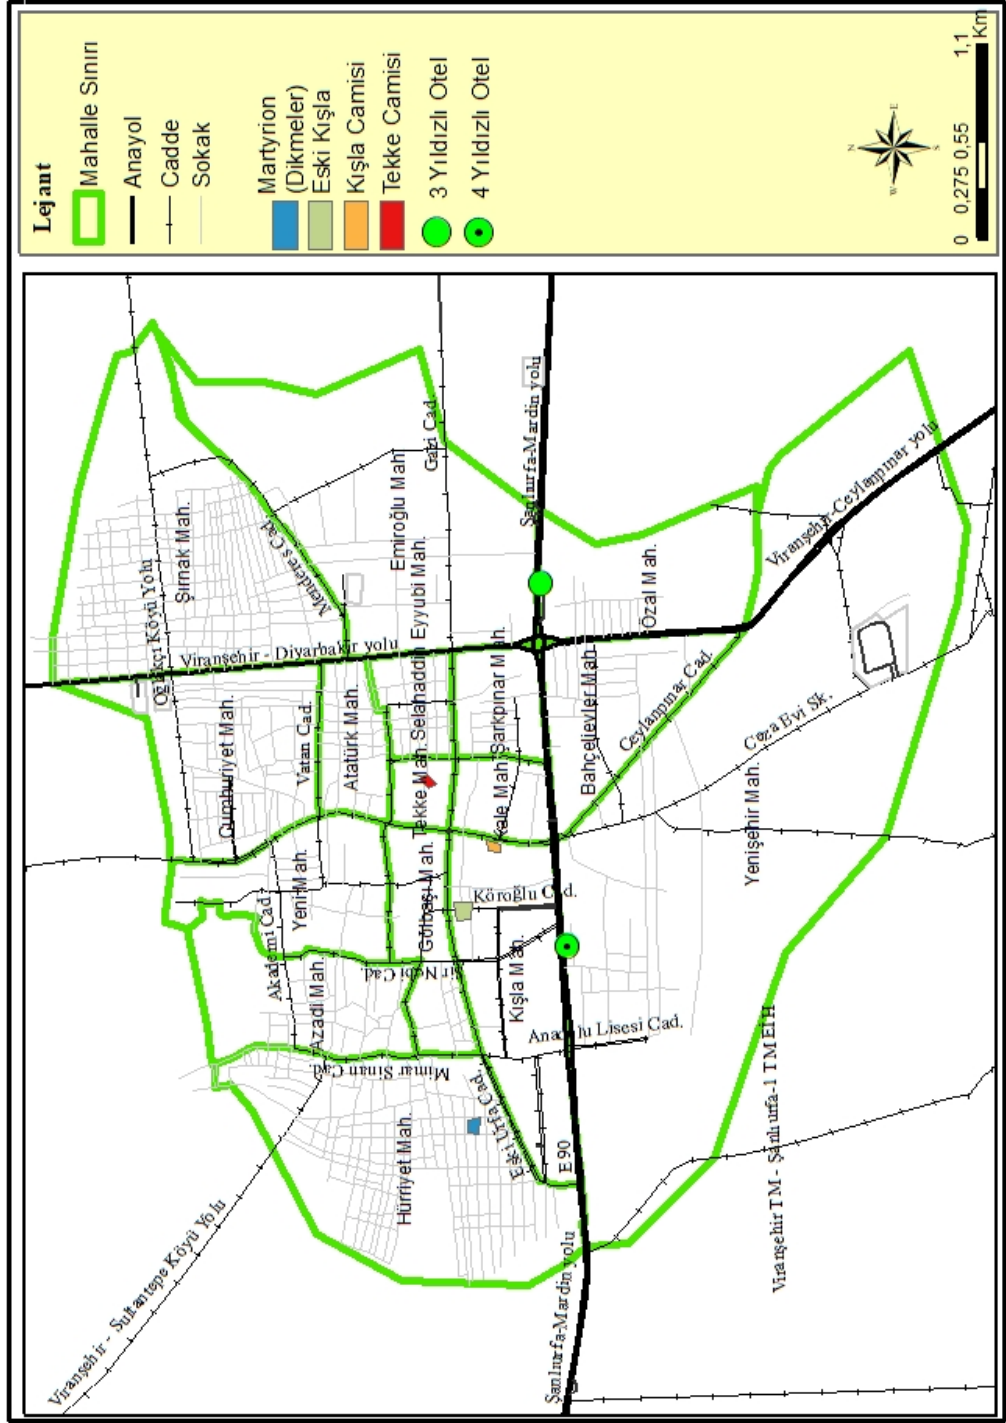 Lejant
Mahalle Sınırı
Anayol
Cadde
Sokak
Martyrion
(Dikmeler)
Eski Kışla
Kışla Camisi
Tekke Camisi
3 Yıldızlı Otel
4 Yıldızlı Otel
N
E
S
W
0 0,275 0,55 1,1
Km
Viranşehir - Sultantepe Köyü Yolu
Oğlakçı Köyü Yolu
Şırnak Mah.
Menderes Cad.
Viranşehir - Diyarbakır yolu
Cumhuriyet Mah.
Vatan Cad.
Atatürk Mah.
Emiroğlu Mah.
Gazi Cad.
Selahaddin Eyyubi Mah.
Tekke Mah.
Yeni Mah.
Akademi Cad.
Azadi Mah.
Mimar Sinan Cad.
Şir Nebi Cad.
Gölbaşı Mah.
Hürriyet Mah.
Eski Urfa Cad.
Köroğlu Cad.
Kışla Mah.
Kale Mah.
Şarkpınar Mah.
Şanlıurfa-Mardin yolu
Şanlıurfa-Mardin yolu
E90
Anadolu Lisesi Cad.
Bahçelievler Mah.
Özal Mah.
Ceylanpınar Cad.
Viranşehir-Ceylanpınar yolu
Ceza Evi Sk.
Yenişehir Mah.
Viranşehir TM - Şanlıurfa-1 TM EİH